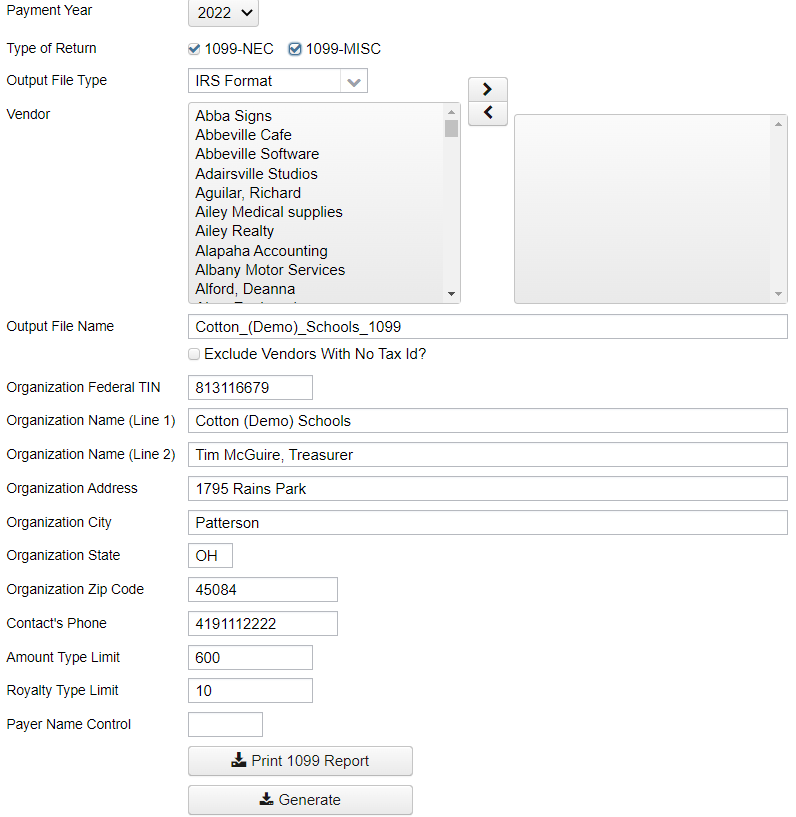 Payment Year 2022
Type of Return 1099-NEC 1099-MISC
Output File Type IRS Format
Vendor
Abba Signs
Abbeville Cafe
Abbeville Software
Adairsville Studios
Aguilar, Richard
Ailey Medical supplies
Ailey Realty
Alapaha Accounting
Albany Motor Services
Alford, Deanna
Output File Name Cotton_(Demo)_Schools_1099
Exclude Vendors With No Tax Id?
Organization Federal TIN 813116679
Organization Name (Line 1) Cotton (Demo) Schools
Organization Name (Line 2) Tim McGuire, Treasurer
Organization Address 1795 Rains Park
Organization City Patterson
Organization State OH
Organization Zip Code 45084
Contact's Phone 4191112222
Amount Type Limit 600
Royalty Type Limit 10
Payer Name Control
Print 1099 Report
Generate